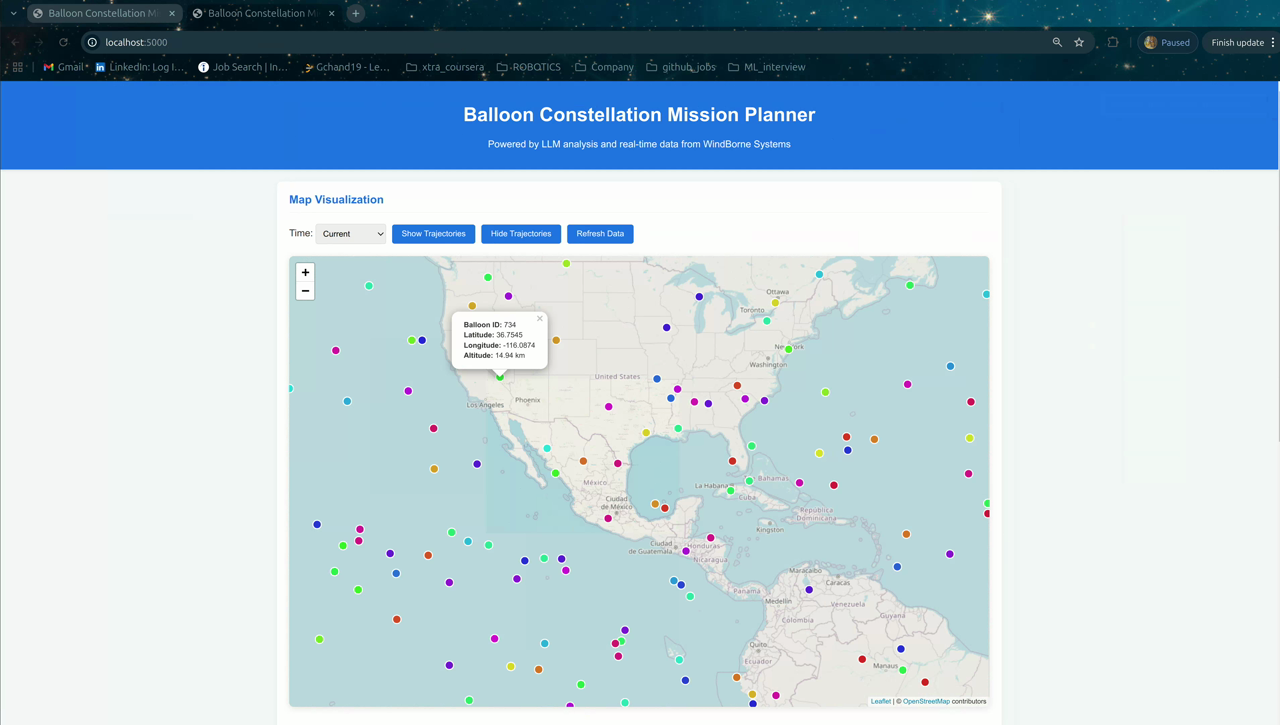 Balloon Constellation Mi
Balloon Constellation M
localhost:5000
Paused
Finish update
Gmail
LinkedIn: Log I...
Job Search | In...
Gchand19 - Le...
xtra_coursera
ROBOTICS
Company
github_jobs
ML_interview
Balloon Constellation Mission Planner
Powered by LLM analysis and real-time data from WindBorne Systems
Map Visualization
Time:
Current
Show Trajectories
Hide Trajectories
Refresh Data
+
−
Balloon ID: 734
Latitude: 36.7545
Longitude: -116.0874
Altitude: 14.94 km
×
Ottawa
Toronto
New York
Washington
United States
Los Angeles
Phoenix
México
Ciudad
de México
La Habana
Cuba
Bahamas
República
Dominicana
Kingston
Ciudad
de Guatemala
Honduras
Nicaragua
Panamá
Maracaibo
Caracas
Venezuela
Medellín
Colombia
Guyana
Quito
Ecuador
Manaus
Leaflet | © OpenStreetMap contributors